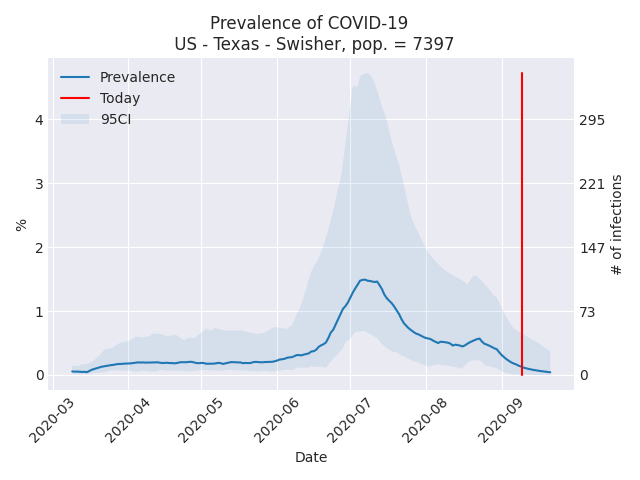 Prevalence of COVID-19
US - Texas - Swisher, pop. = 7397
Prevalence
Today
95CI
%
4
3
2
1
0
295
221
147
73
0
# of infections
2020-03
2020-04
2020-05
2020-06
2020-07
2020-08
2020-09
Date